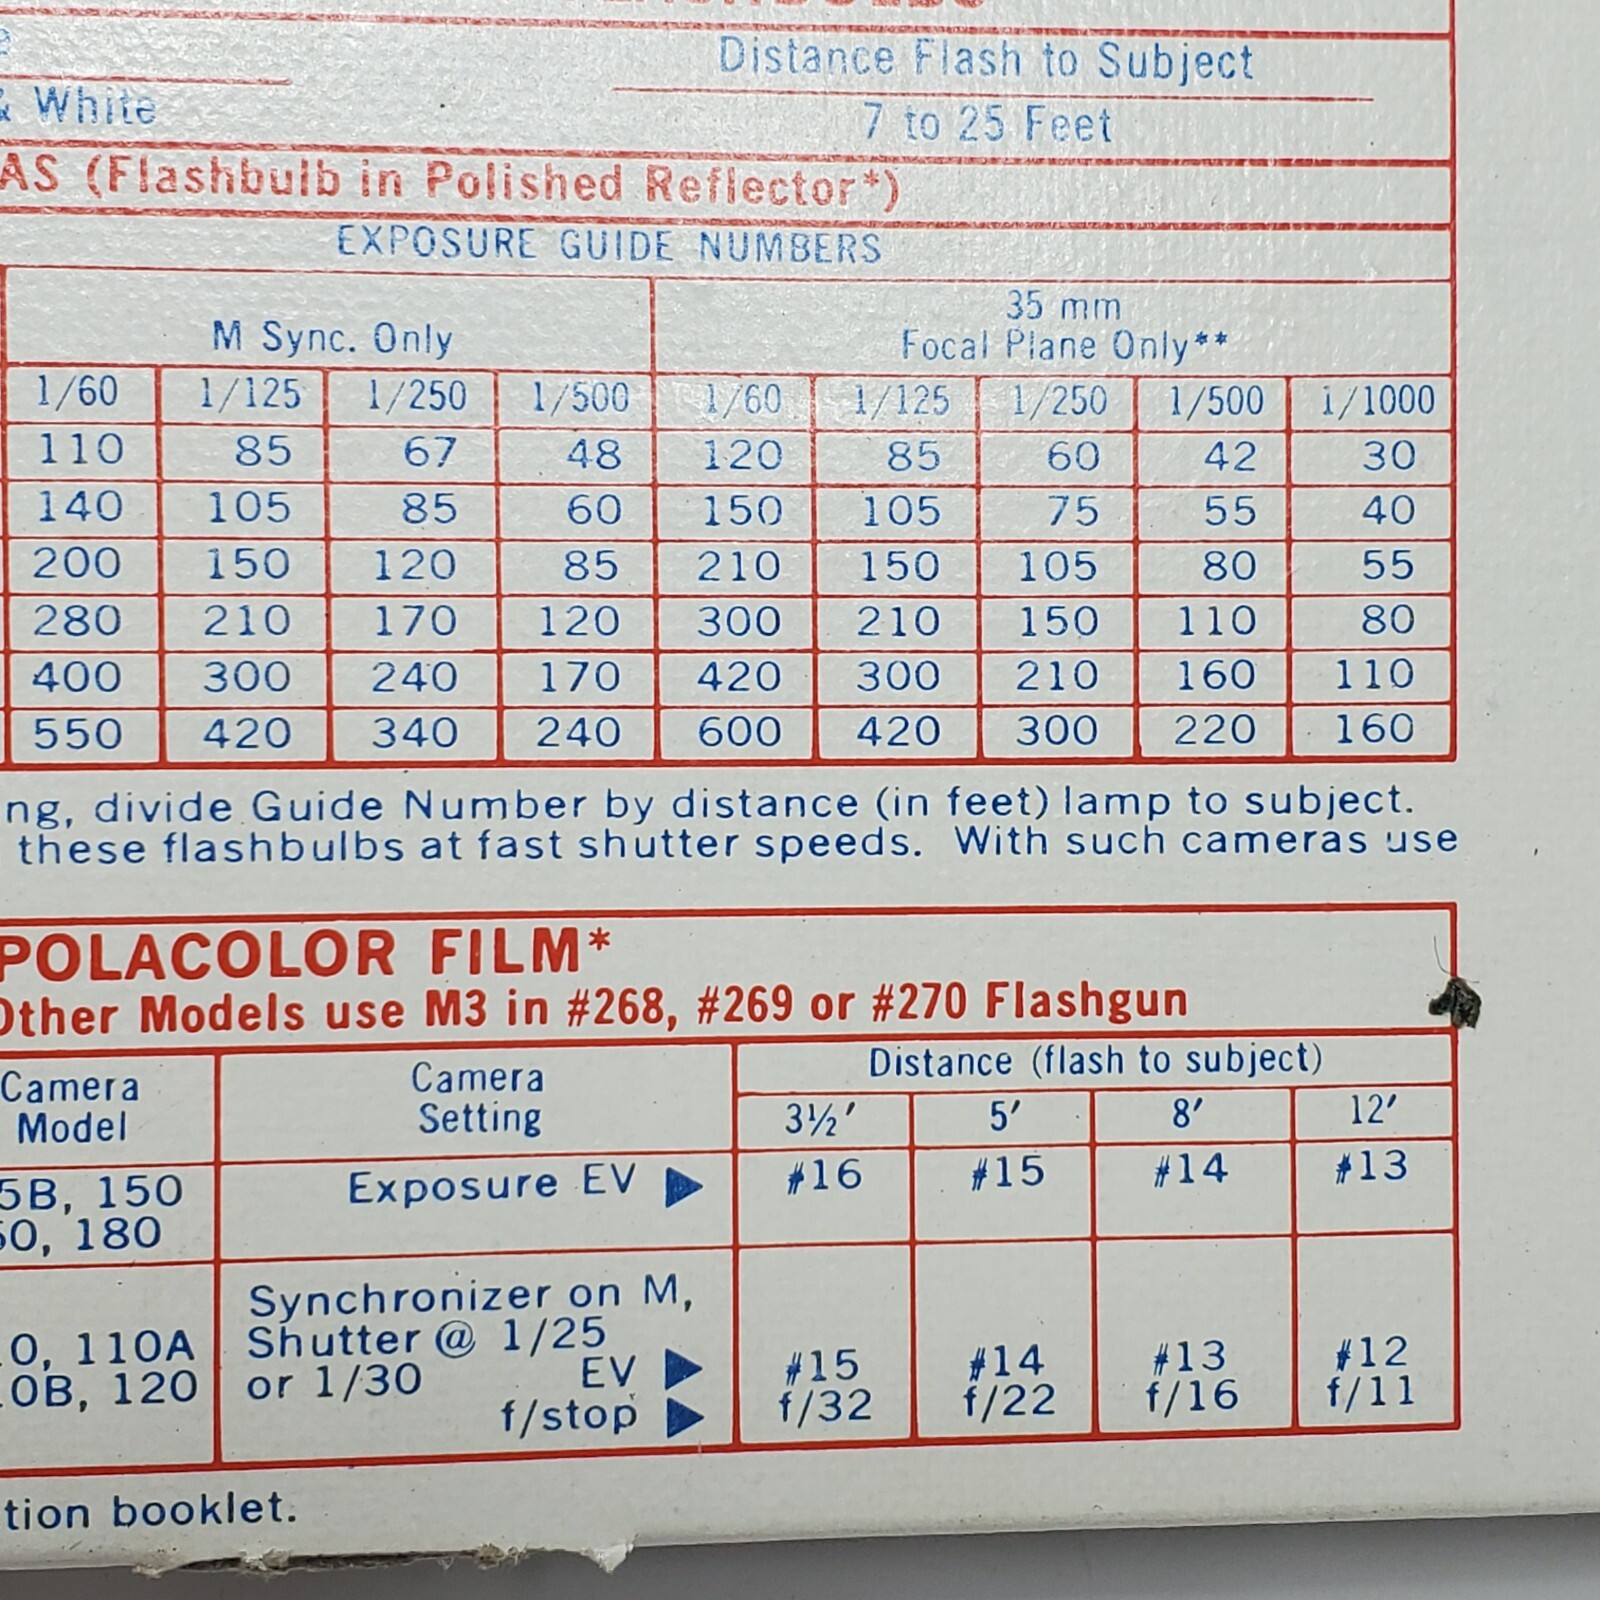 Distance Flash to Subject
& White
7 to 25 Feet
AS (Flashbulb in Polished Reflector*)
EXPOSURE GUIDE NUMBERS
M Sync. Only
35 mm
Focal Plane Only**
1/60 1/125 1/250 1/500 1/60 1/125 1/250 1/500 1/1000
110 85 67 48 120 85 60 42 30
140 105 85 60 150 105 75 55 40
200 150 120 85 210 150 105 80 55
280 210 170 120 300 210 150 110 80
400 300 240 170 420 300 210 160 110
550 420 340 240 600 420 300 220 160
ng, divide Guide Number by distance (in feet) lamp to subject.
these flashbulbs at fast shutter speeds. With such cameras use
POLACOLOR FILM*
Other Models use M3 in #268, #269 or #270 Flashgun
Camera
Model
Camera
Setting
Distance (flash to subject)
3½′ 5′ 8′ 12′
5B, 150
60, 180
Exposure EV ▶ #16 #15 #14 #13
0, 110A
0B, 120
Synchronizer on M,
Shutter @ 1/25
or 1/30
EV ▶ #15 #14 #13 #12
f/stop ▶ f/32 f/22 f/16 f/11
tion booklet.